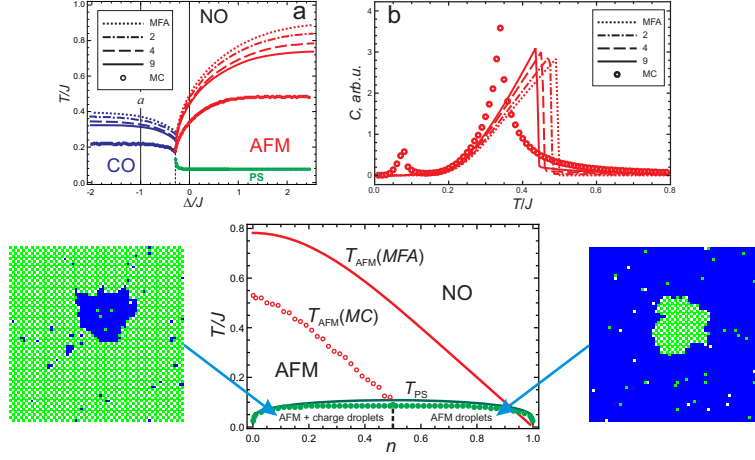 a
NO
MFA
2
4
9
MC
a
AFM
CO
PS
T/J
0.8
0.6
0.4
0.2
0.0
-2
-1
0
1
2
Δ/J
b
MFA
2
4
9
MC
C, arb.u.
4
3
2
1
0
0.0
0.2
0.4
0.6
0.8
T/J
T_AFM(MFA)
NO
T_AFM(MC)
AFM
T_PS
AFM + charge droplets
AFM droplets
T/J
0.8
0.6
0.4
0.2
0.0
0.0
0.2
0.4
0.6
0.8
1.0
n